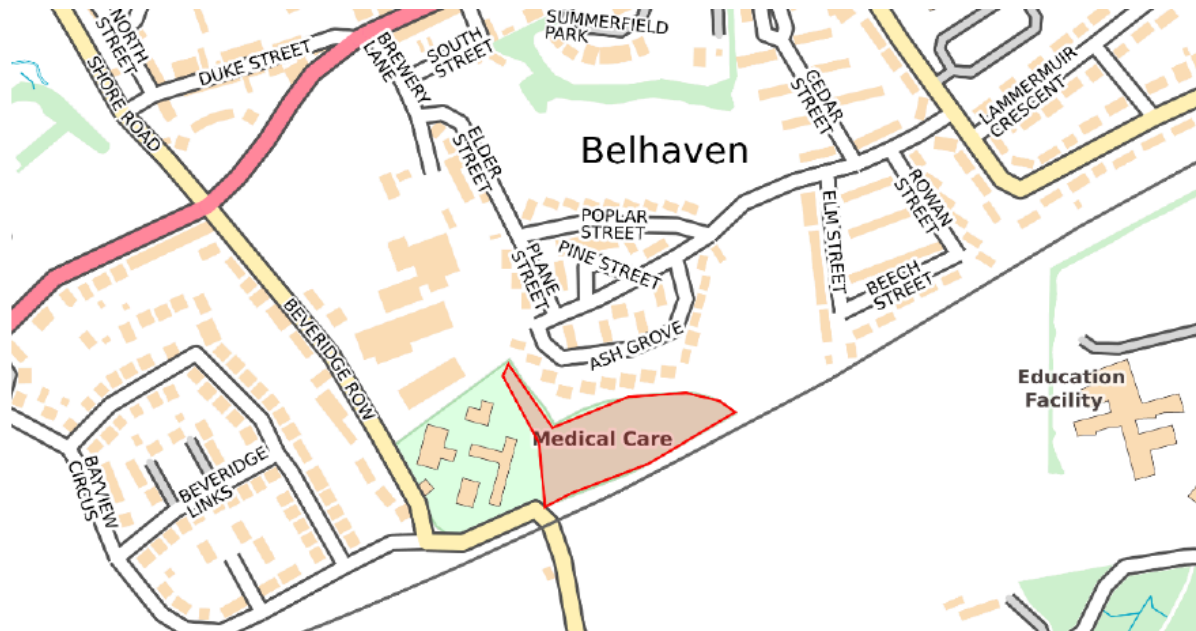 NORTH
STREET
SHORE ROAD
DUKE STREET
BREWERY
LANE
SOUTH
STREET
SUMMERFIELD
PARK
CEDAR
STREET
LAMMERMUIR
CRESCENT
ELDER
STREET
Belhaven
POPLAR
STREET
PINE STREET
PLANE
STREET
ELM STREET
ROWAN
STREET
BEECH
STREET
ASH GROVE
BEVERIDGE ROW
Education
Facility
Medical Care
BAYVIEW
CIRCUS
BEVERIDGE
LINKS